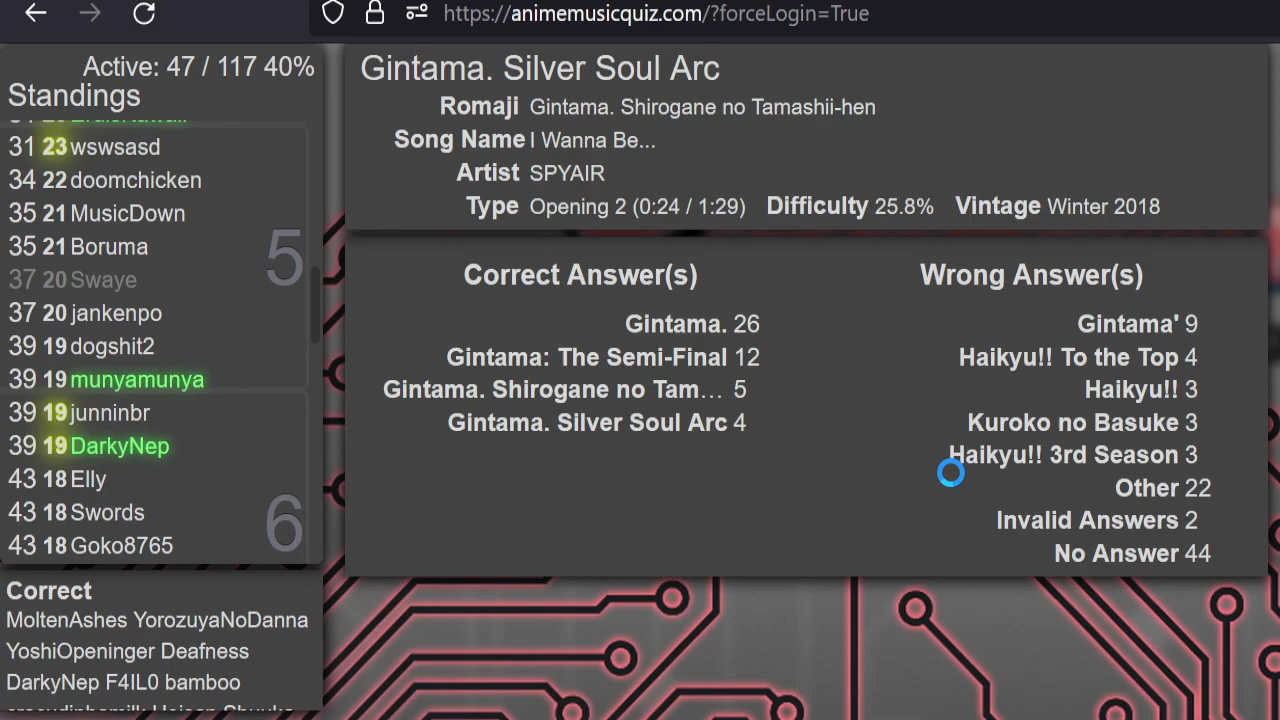 https://animemusicquiz.com/?forceLogin=True
Active: 47 / 117 40%
Standings
31 23 wswsasd
34 22 doomchicken
35 21 MusicDown
35 21 Boruma
5
37 20 Swaye
37 20 jankenpo
39 19 dogshit2
39 19 munyamunya
39 19 junninbr
39 19 DarkyNep
43 18 Elly
43 18 Swords
6
43 18 Goko8765
Correct
MoltenAshes YorozuyaNoDanna
YoshiOpeninger Deafness
DarkyNep F4IL0 bamboo
Gintama. Silver Soul Arc
Romaji Gintama. Shirogane no Tamashii-hen
Song Name I Wanna Be...
Artist SPYAIR
Type Opening 2 (0:24 / 1:29) Difficulty 25.8% Vintage Winter 2018
Correct Answer(s)
Gintama. 26
Gintama: The Semi-Final 12
Gintama. Shirogane no Tam... 5
Gintama. Silver Soul Arc 4
Wrong Answer(s)
Gintama' 9
Haikyu!! To the Top 4
Haikyu!! 3
Kuroko no Basuke 3
Haikyu!! 3rd Season 3
Other 22
Invalid Answers 2
No Answer 44